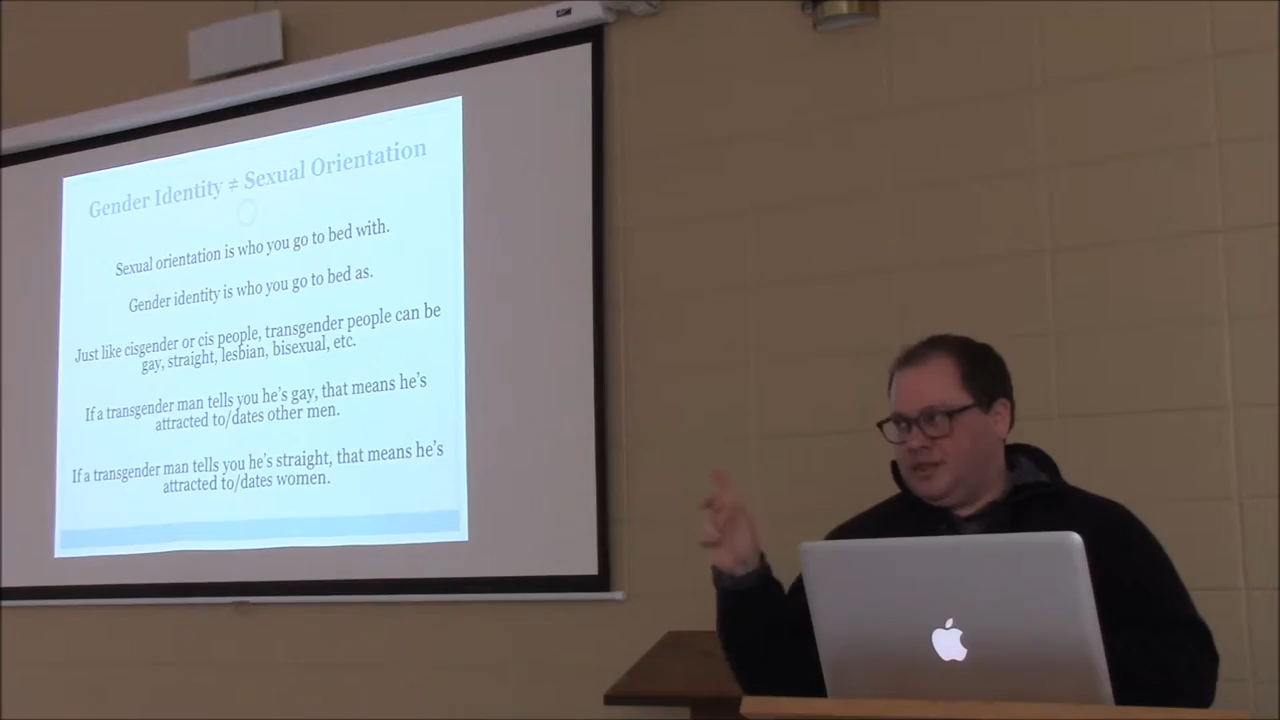 Gender Identity ≠ Sexual Orientation
Sexual orientation is who you go to bed with.
Gender identity is who you go to bed as.
Just like cisgender or cis people, transgender people can be
gay, straight, lesbian, bisexual, etc.
If a transgender man tells you he's gay, that means he's
attracted to/dates other men.
If a transgender man tells you he's straight, that means he's
attracted to/dates women.